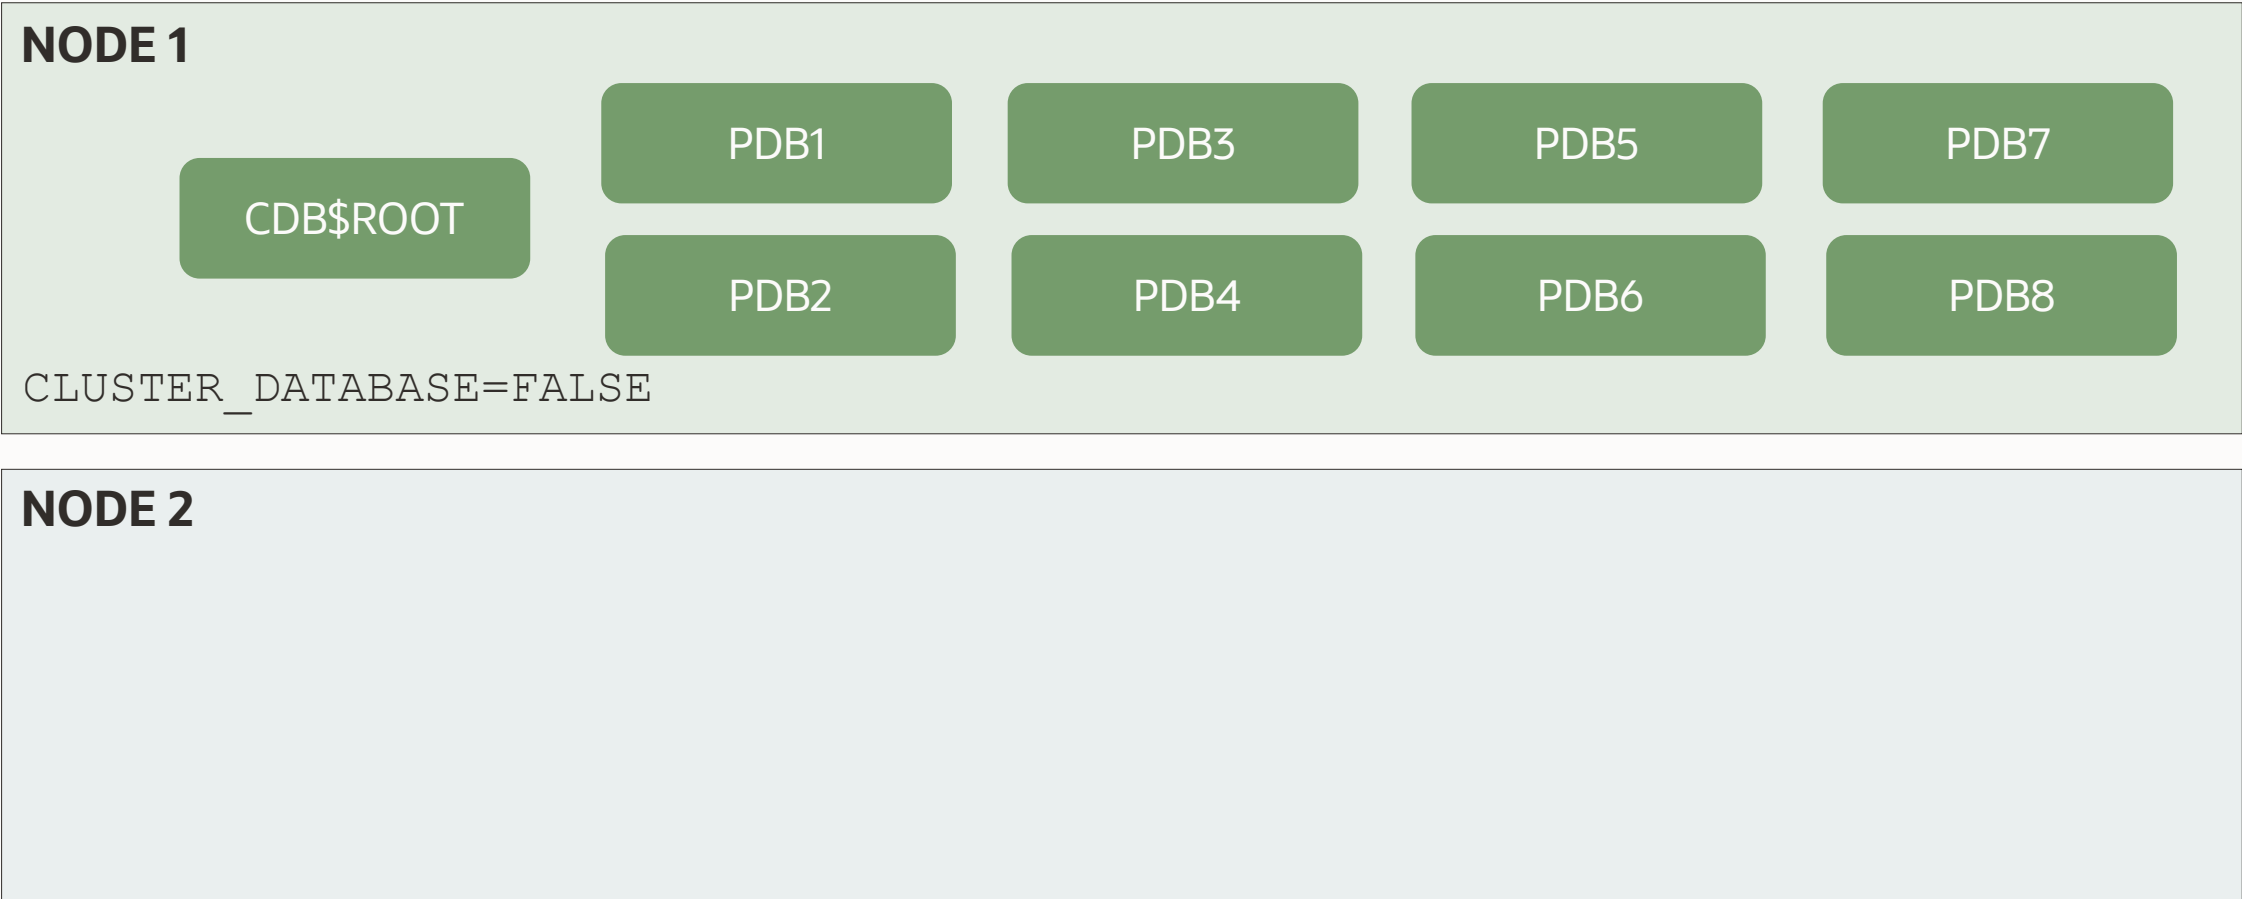 NODE 1
PDB1 PDB3 PDB5 PDB7
CDB$ROOT
PDB2 PDB4 PDB6 PDB8
CLUSTER_DATABASE=FALSE
NODE 2